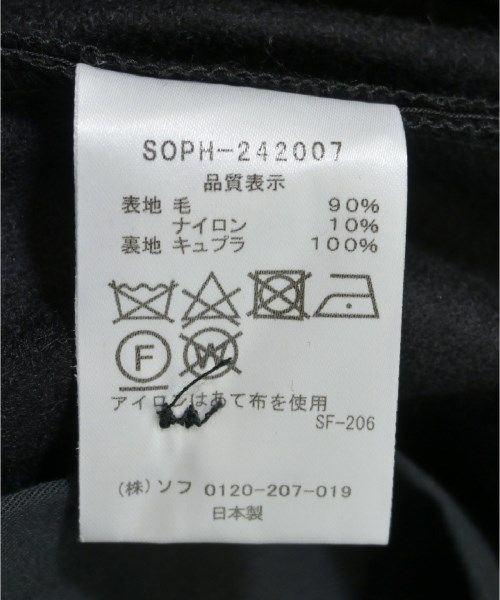 SOPH-242007
品質表示
表地 毛 90%
ナイロン 10%
裏地 キュプラ 100%
F W
アイロンはあて布を使用
SF-206
(株)ソフ 0120-207-019
日本製